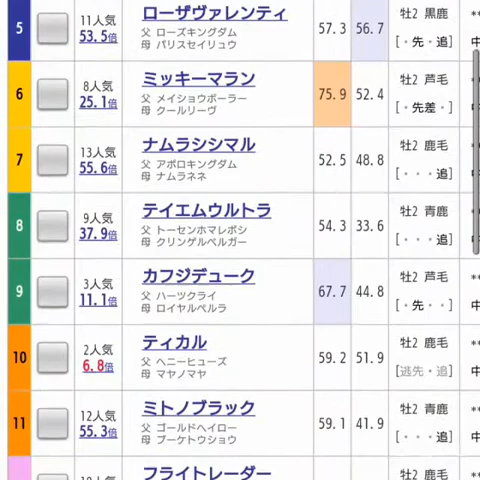 5 11人気 53.5倍 ローザヴァレンティ 父 ローズキングダム 母 パリスセイリュウ 57.3 56.7 牡2 黒鹿 [・先・追]
6 8人気 25.1倍 ミッキーマラン 父 メイショウボーラー 母 クールリーヴ 75.9 52.4 牡2 芦毛 [・先差・]
7 13人気 55.6倍 ナムラシシマル 父 アポロキングダム 母 ナムラネネ 52.5 48.8 牡2 鹿毛 [・・・追]
8 9人気 37.9倍 テイエムウルトラ 父 トーセンホマレボシ 母 クリンゲルベルガー 54.3 33.6 牡2 青鹿 [・・・追]
9 3人気 11.1倍 カフジデューク 父 ハーツクライ 母 ロイヤルペルラ 67.7 44.8 牡2 芦毛 [・先・・]
10 2人気 6.8倍 ティカル 父 ヘニーヒューズ 母 マヤノマヤ 59.2 51.9 牡2 鹿毛 [逃先・追]
11 12人気 55.3倍 ミトノブラック 父 ゴールドヘイロー 母 ブーケトウショウ 59.1 41.9 牡2 青鹿 [・・・追]
フライトレーダー 牡2 鹿毛